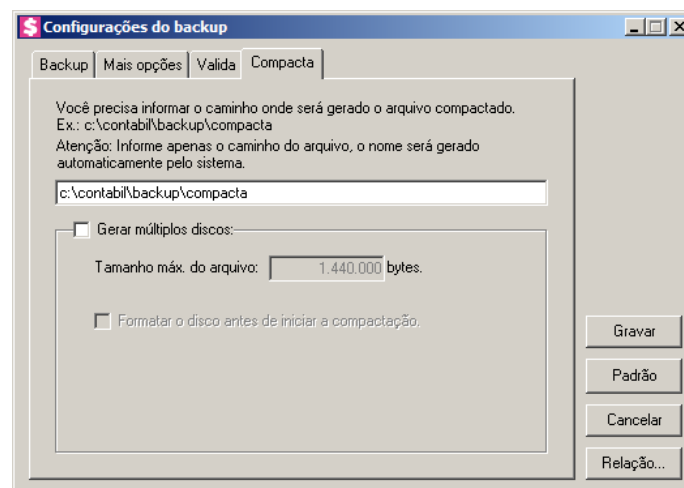 Configurações do backup
Backup Mais opções Valida Compacta
Você precisa informar o caminho onde será gerado o arquivo compactado.
Ex.: c:\contabil\backup\compacta
Atenção: Informe apenas o caminho do arquivo, o nome será gerado
automaticamente pelo sistema.
c:\contabil\backup\compacta
Gerar múltiplos discos:
Tamanho máx. do arquivo: 1.440.000 bytes.
Formatar o disco antes de iniciar a compactação.
Gravar
Padrão
Cancelar
Relação...